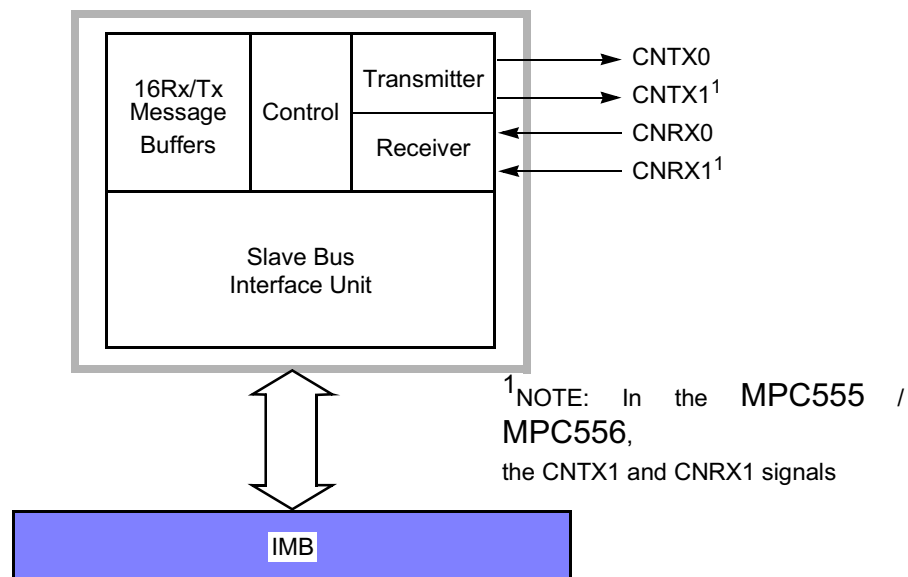 16Rx/Tx
Message
Buffers
Control
Transmitter
Receiver
CNTX0
CNTX1¹
CNRX0
CNRX1¹
Slave Bus
Interface Unit
¹NOTE: In the MPC555 /
MPC556,
the CNTX1 and CNRX1 signals
IMB